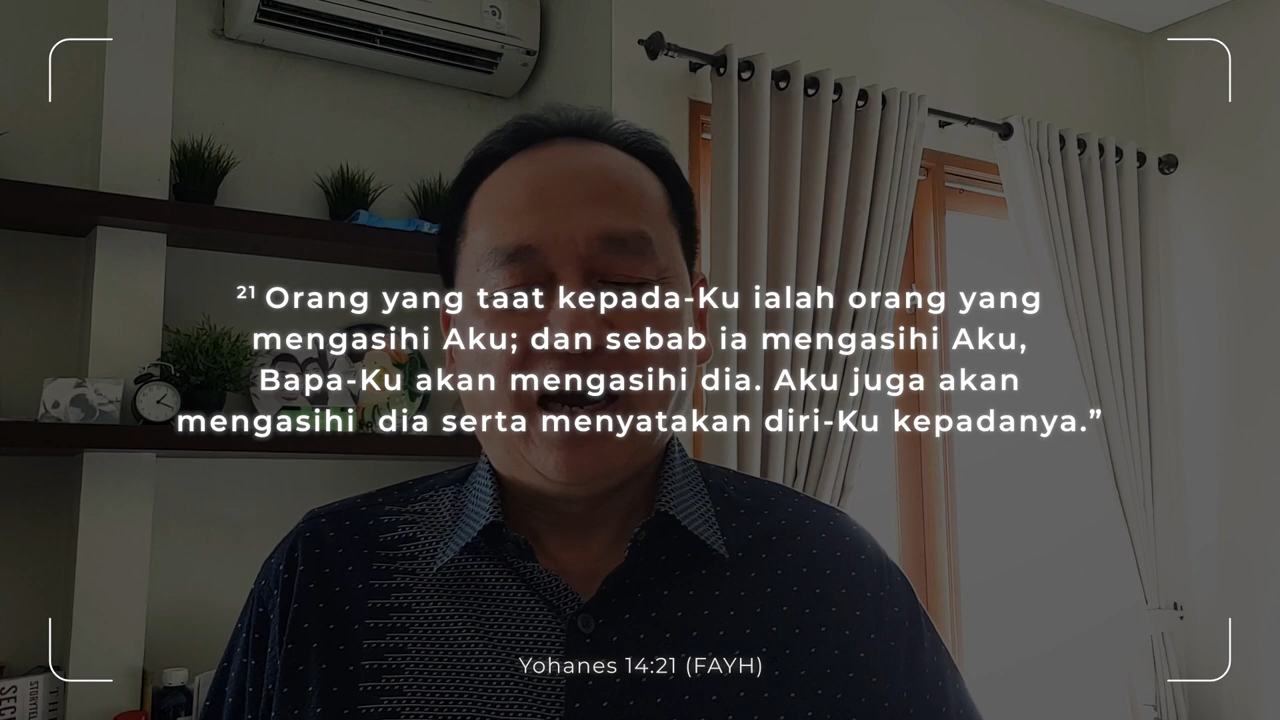 ²¹ Orang yang taat kepada-Ku ialah orang yang
mengasihi Aku; dan sebab ia mengasihi Aku,
Bapa-Ku akan mengasihi dia. Aku juga akan
mengasihi dia serta menyatakan diri-Ku kepadanya.”
Yohanes 14:21 (FAYH)